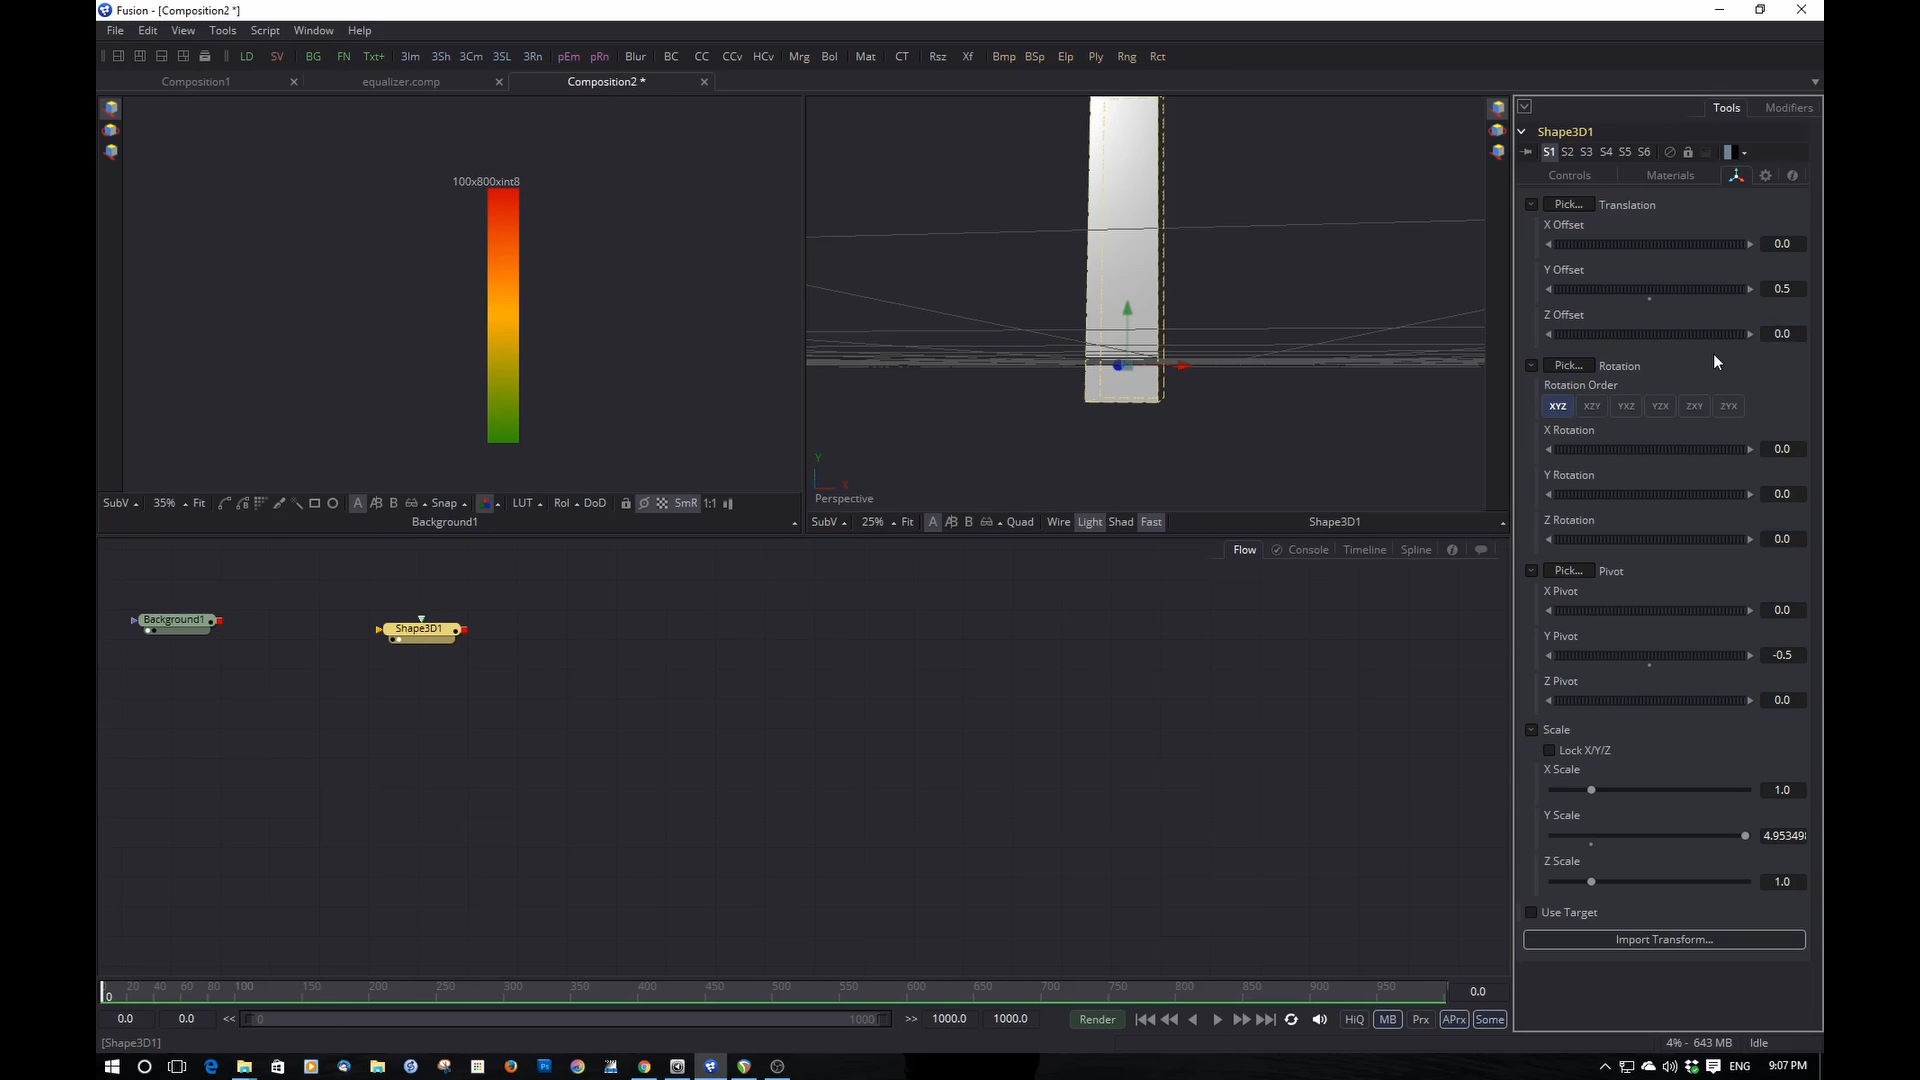 Fusion - [Composition2 *]
File Edit View Tools Script Window Help
LD SV BG FN Txt+ 3Im 3Sh 3Cm 3SL 3Rn pEm pRn Blur BC CC CCv HCv Mrg Bol Mat CT Rsz Xf Bmp BSp Elp Ply Rng Rct
Composition1 equalizer.comp Composition2 *
Tools Modifiers
Shape3D1
S1 S2 S3 S4 S5 S6
Controls Materials
100x800xint8
Pick... Translation
X Offset
0.0
Y Offset
0.5
Z Offset
0.0
Pick... Rotation
Rotation Order
XYZ XZY YXZ YZX ZXY ZYX
X Rotation
0.0
Y Rotation
0.0
Z Rotation
0.0
Pick... Pivot
X Pivot
0.0
Y Pivot
-0.5
Z Pivot
0.0
Scale
Lock X/Y/Z
X Scale
1.0
Y Scale
4.953498
Z Scale
1.0
Use Target
Import Transform...
Y
X
Perspective
SubV 35% Fit A A|B B Snap LUT RoI DoD SmR 1:1
Background1
SubV 25% Fit A A|B B Quad Wire Light Shad Fast Shape3D1
Flow Console Timeline Spline
Background1
Shape3D1
0 20 40 60 80 100 150 200 250 300 350 400 450 500 550 600 650 700 750 800 850 900 950 0.0
0.0 0.0 << 0 1000 >> 1000.0 1000.0 Render HiQ MB Prx APrx Some
[Shape3D1]
4% - 643 MB Idle
ENG 9:07 PM